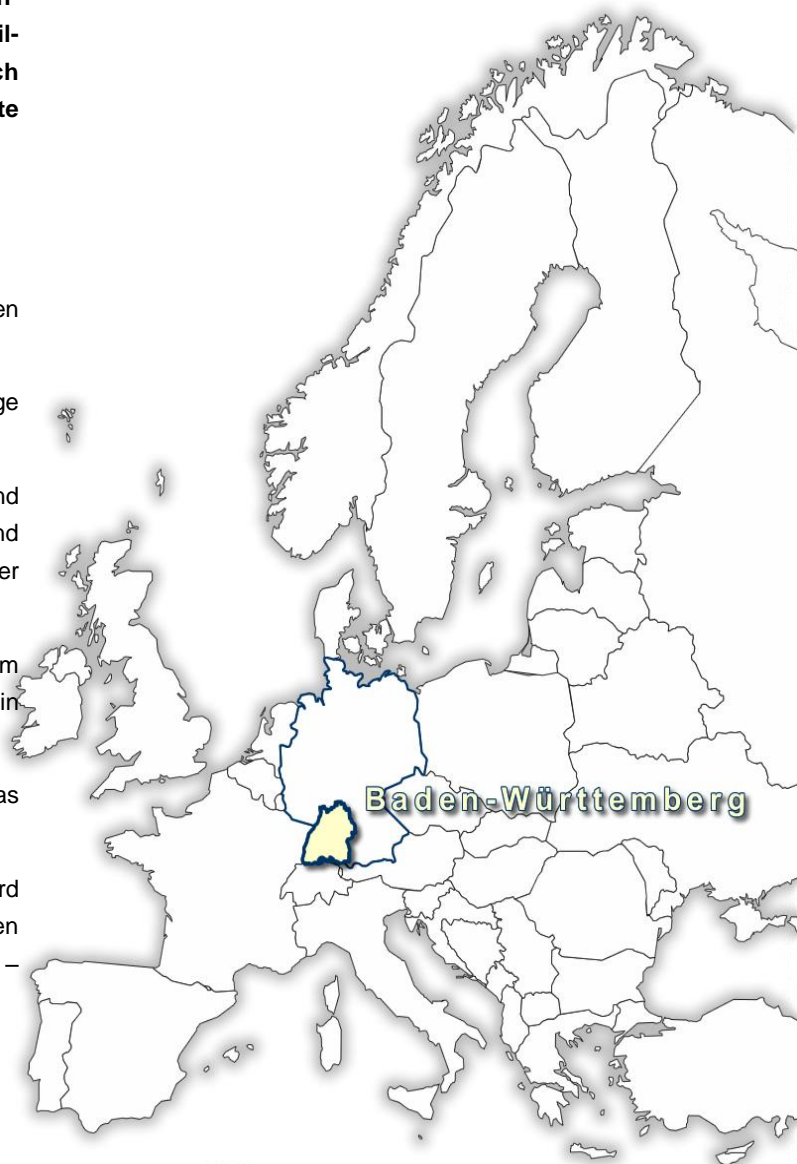 il-
ch
te
en
ge
nd
nd
er
m
in
as
rd
en
–
Baden-Württemberg